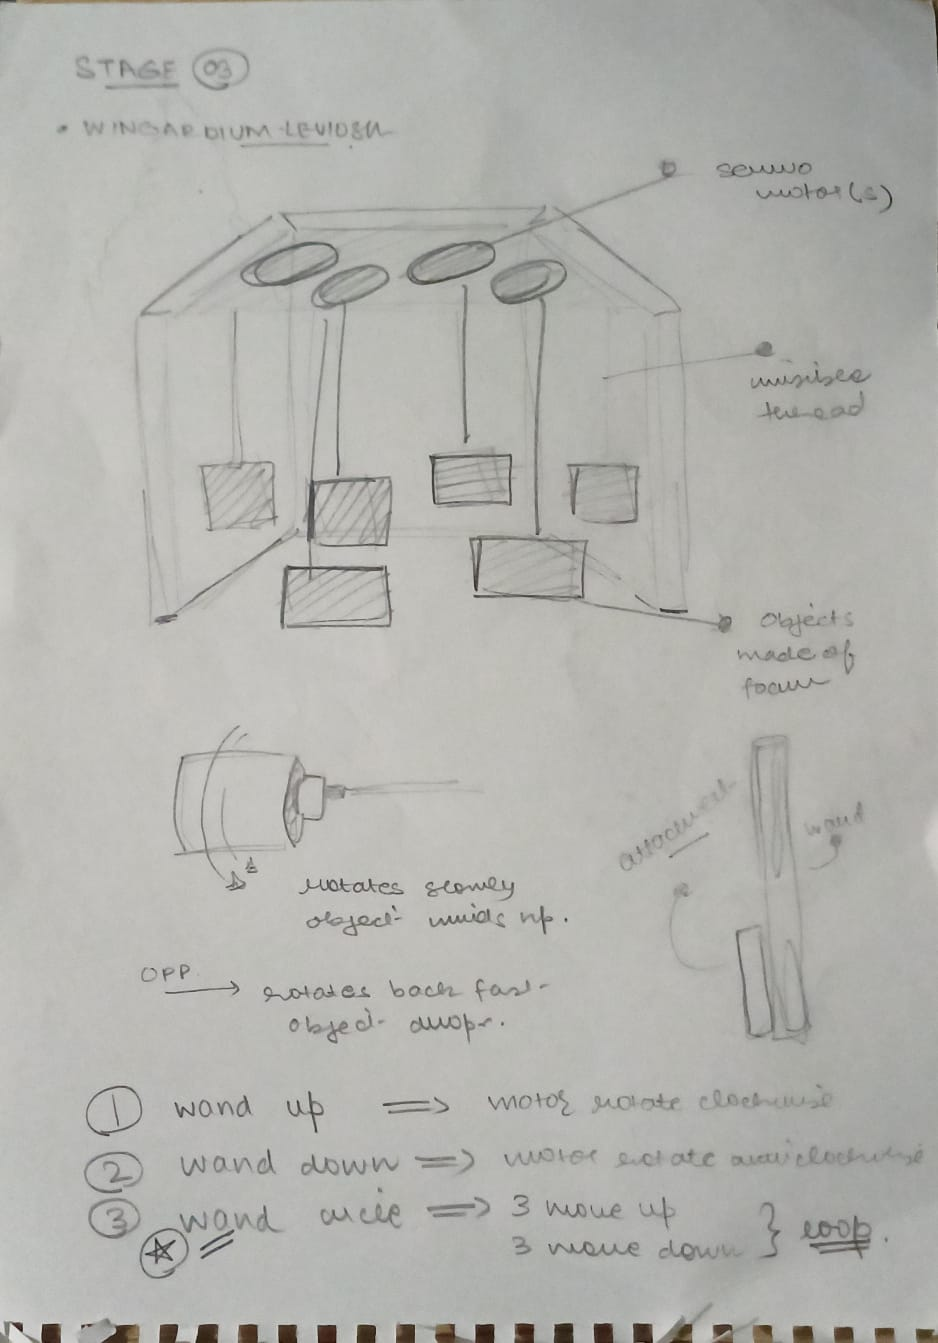 STAGE 03
• WINGARDIUM LEVIOSA
servo
motor(s)
invisible
thread
objects
made of
foam
attachment
wand
rotates slowly
object winds up.
OPP. → rotates back fast
object drops.
1 wand up ⇒ motor rotate clockwise
2 wand down ⇒ motor rotate anticlockwise
3 wand circle ⇒ 3 move up
3 move down } loop.